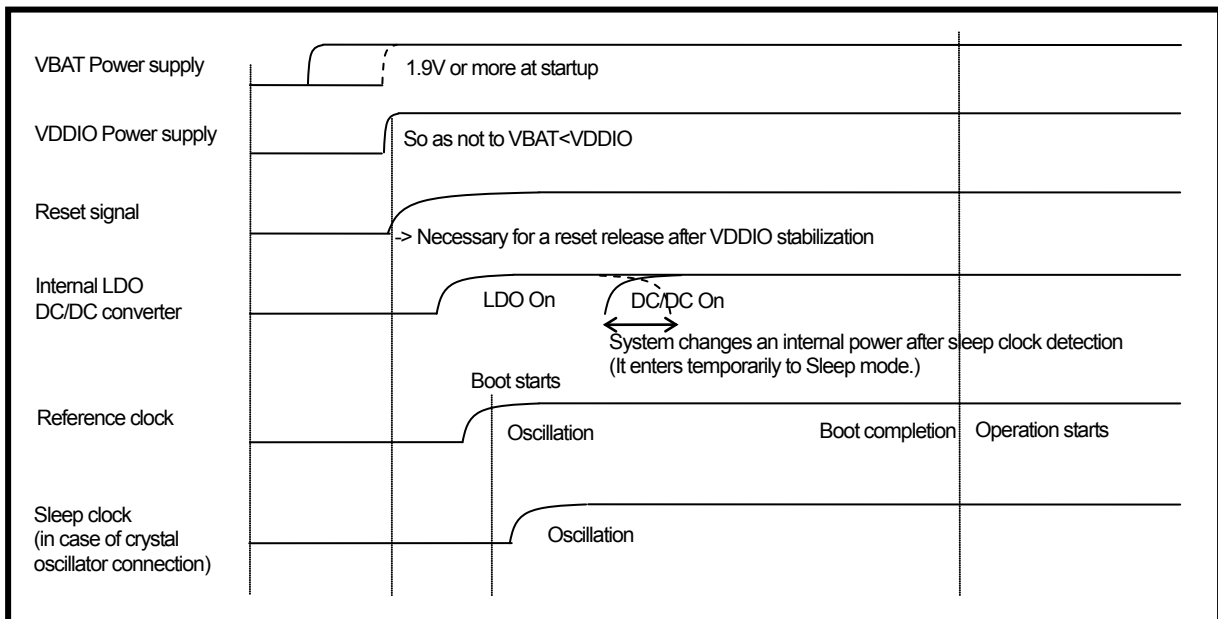 VBAT Power supply
1.9V or more at startup
VDDIO Power supply
So as not to VBAT<VDDIO
Reset signal
-> Necessary for a reset release after VDDIO stabilization
Internal LDO
DC/DC converter
LDO On
DC/DC On
System changes an internal power after sleep clock detection
(It enters temporarily to Sleep mode.)
Boot starts
Reference clock
Oscillation
Boot completion
Operation starts
Sleep clock
(in case of crystal
oscillator connection)
Oscillation